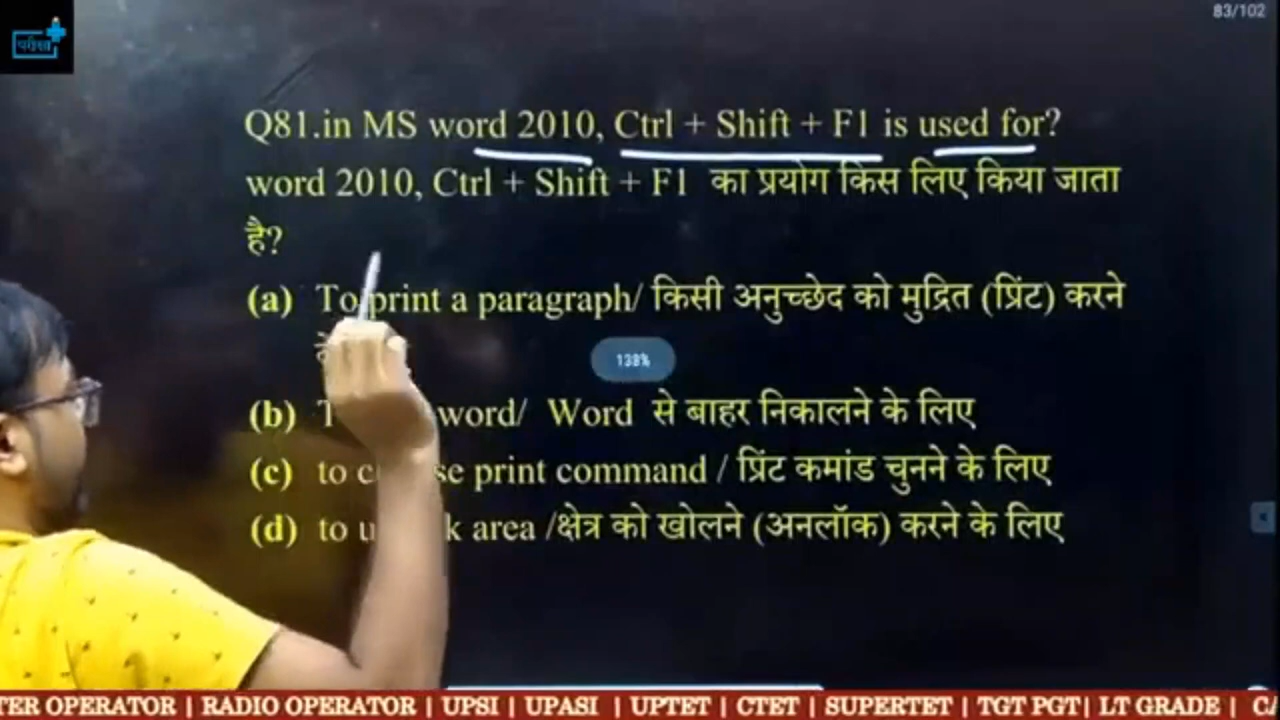 83/102
परीक्षा
Q81.in MS word 2010, Ctrl + Shift + F1 is used for?
word 2010, Ctrl + Shift + F1 का प्रयोग किस लिए किया जाता
है?
(a) To print a paragraph/ किसी अनुच्छेद को मुद्रित (प्रिंट) करने
138%
(b) word/ Word से बाहर निकालने के लिए
(c) to print command / प्रिंट कमांड चुनने के लिए
(d) to area /क्षेत्र को खोलने (अनलॉक) करने के लिए
OPERATOR | RADIO OPERATOR | UPSI | UPASI | UPTET | CTET | SUPERTET | TGT PGT| LT GRADE |